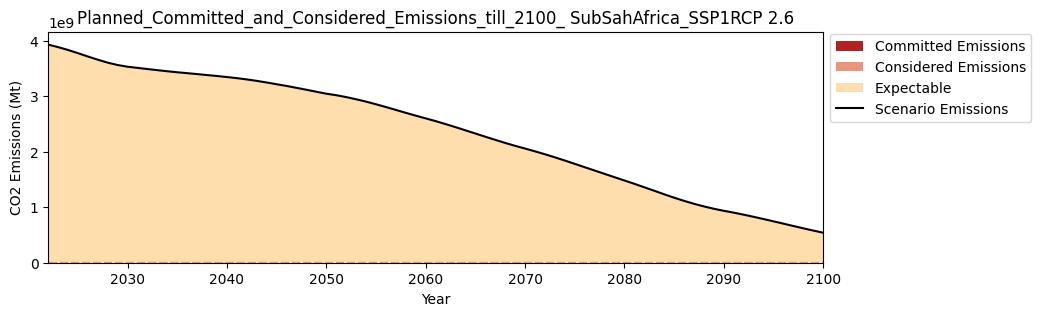 Planned_Committed_and_Considered_Emissions_till_2100_ SubSahAfrica_SSP1RCP 2.6
1e9
4
3
2
1
0
CO2 Emissions (Mt)
2030 2040 2050 2060 2070 2080 2090 2100
Year
Committed Emissions
Considered Emissions
Expectable
Scenario Emissions